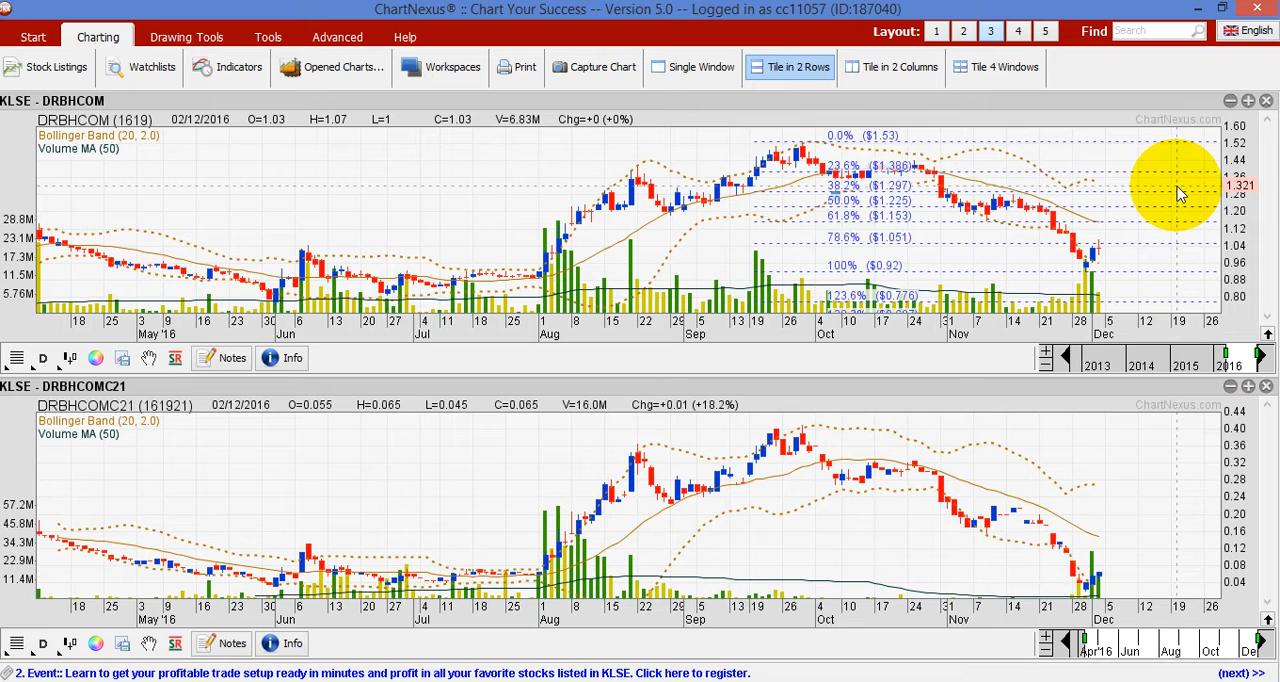 ChartNexus® :: Chart Your Success -- Version 5.0 -- Logged in as cc11057 (ID:187040)
Start Charting Drawing Tools Tools Advanced Help Layout: 1 2 3 4 5 Find Search English
Stock Listings Watchlists Indicators Opened Charts... Workspaces Print Capture Chart Single Window Tile in 2 Rows Tile in 2 Columns Tile 4 Windows
KLSE - DRBHCOM
DRBHCOM (1619) 02/12/2016 O=1.03 H=1.07 L=1 C=1.03 V=6.83M Chg=+0 (+0%) ChartNexus.com
Bollinger Band (20, 2.0)
Volume MA (50)
0.0% ($1.53)
23.6% ($1.386)
38.2% ($1.297)
50.0% ($1.225)
61.8% ($1.153)
78.6% ($1.051)
100% ($0.92)
123.6% ($0.776)
1.60
1.52
1.44
1.36
1.321
1.28
1.20
1.12
1.04
0.96
0.88
0.80
28.8M
23.1M
17.3M
11.5M
5.76M
18 25 3 9 16 23 30 6 13 20 27 4 11 18 25 1 8 15 22 29 5 13 19 26 3 10 17 24 31 7 14 21 28 5 12 19 26
May '16 Jun Jul Aug Sep Oct Nov Dec
D Notes Info 2013 2014 2015 2016
KLSE - DRBHCOMC21
DRBHCOMC21 (161921) 02/12/2016 O=0.055 H=0.065 L=0.045 C=0.065 V=16.0M Chg=+0.01 (+18.2%) ChartNexus.com
Bollinger Band (20, 2.0)
Volume MA (50)
0.44
0.40
0.36
0.32
0.28
0.24
0.20
0.16
0.12
0.08
0.04
57.2M
45.8M
34.3M
22.9M
11.4M
18 25 3 9 16 23 30 6 13 20 27 4 11 18 25 1 8 15 22 29 5 13 19 26 3 10 17 24 31 7 14 21 28 5 12 19 26
May '16 Jun Jul Aug Sep Oct Nov Dec
D Notes Info Apr'16 Jun Aug Oct De
2. Event:: Learn to get your profitable trade setup ready in minutes and profit in all your favorite stocks listed in KLSE. Click here to register. (next) >>